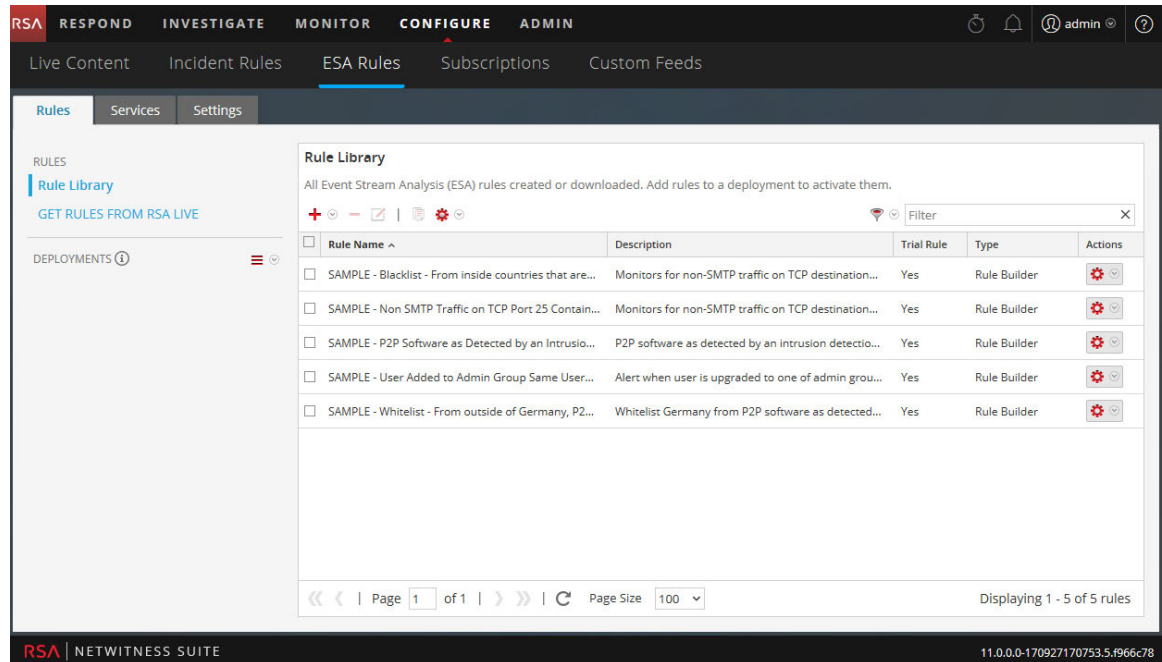 RSA RESPOND INVESTIGATE MONITOR CONFIGURE ADMIN admin ?
Live Content Incident Rules ESA Rules Subscriptions Custom Feeds
Rules Services Settings
RULES
Rule Library
GET RULES FROM RSA LIVE
DEPLOYMENTS i
Rule Library
All Event Stream Analysis (ESA) rules created or downloaded. Add rules to a deployment to activate them.
Filter
Rule Name Description Trial Rule Type Actions
SAMPLE - Blacklist - From inside countries that are... Monitors for non-SMTP traffic on TCP destination... Yes Rule Builder
SAMPLE - Non SMTP Traffic on TCP Port 25 Contain... Monitors for non-SMTP traffic on TCP destination... Yes Rule Builder
SAMPLE - P2P Software as Detected by an Intrusio... P2P software as detected by an intrusion detectio... Yes Rule Builder
SAMPLE - User Added to Admin Group Same User... Alert when user is upgraded to one of admin grou... Yes Rule Builder
SAMPLE - Whitelist - From outside of Germany, P2... Whitelist Germany from P2P software as detected... Yes Rule Builder
Page 1 of 1 Page Size 100 Displaying 1 - 5 of 5 rules
RSA NETWITNESS SUITE 11.0.0.0-170927170753.5.f966c78